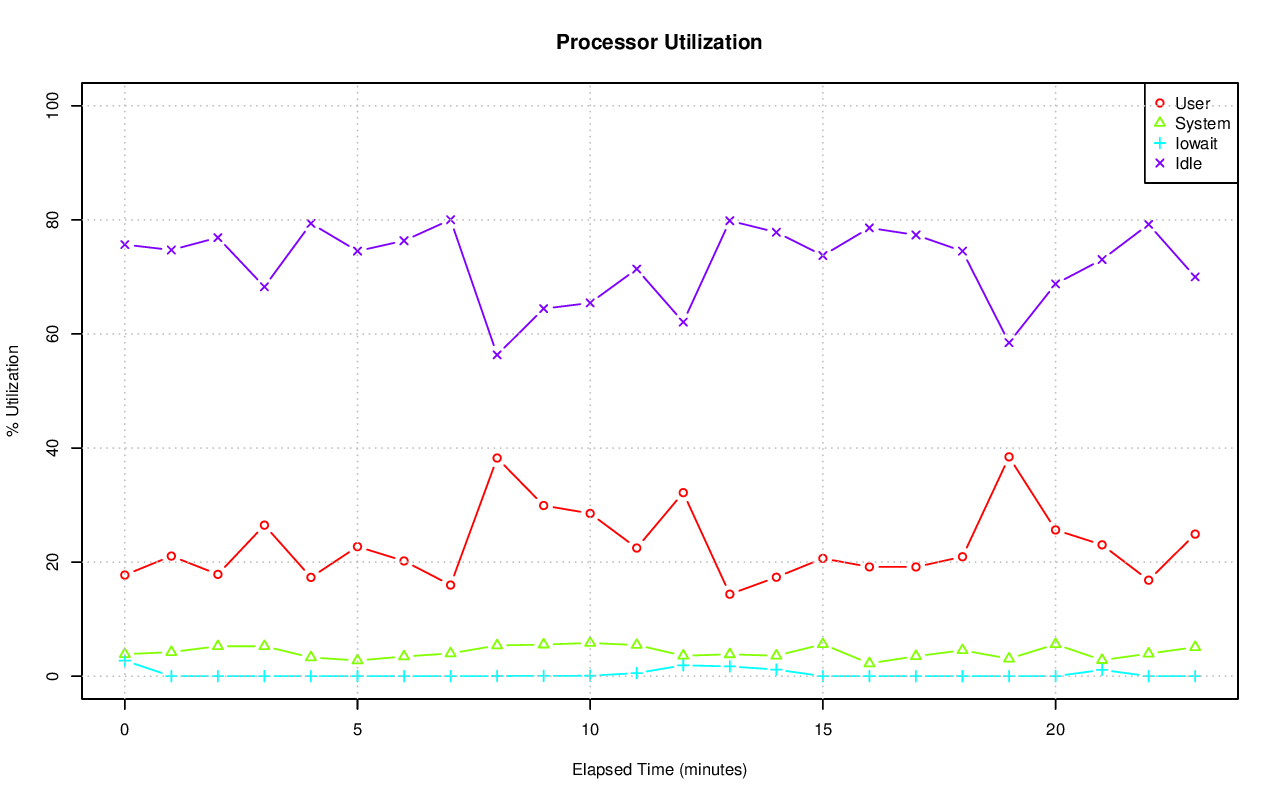 Processor Utilization
% Utilization
100
80
60
40
20
0
User
System
Iowait
Idle
0 5 10 15 20
Elapsed Time (minutes)